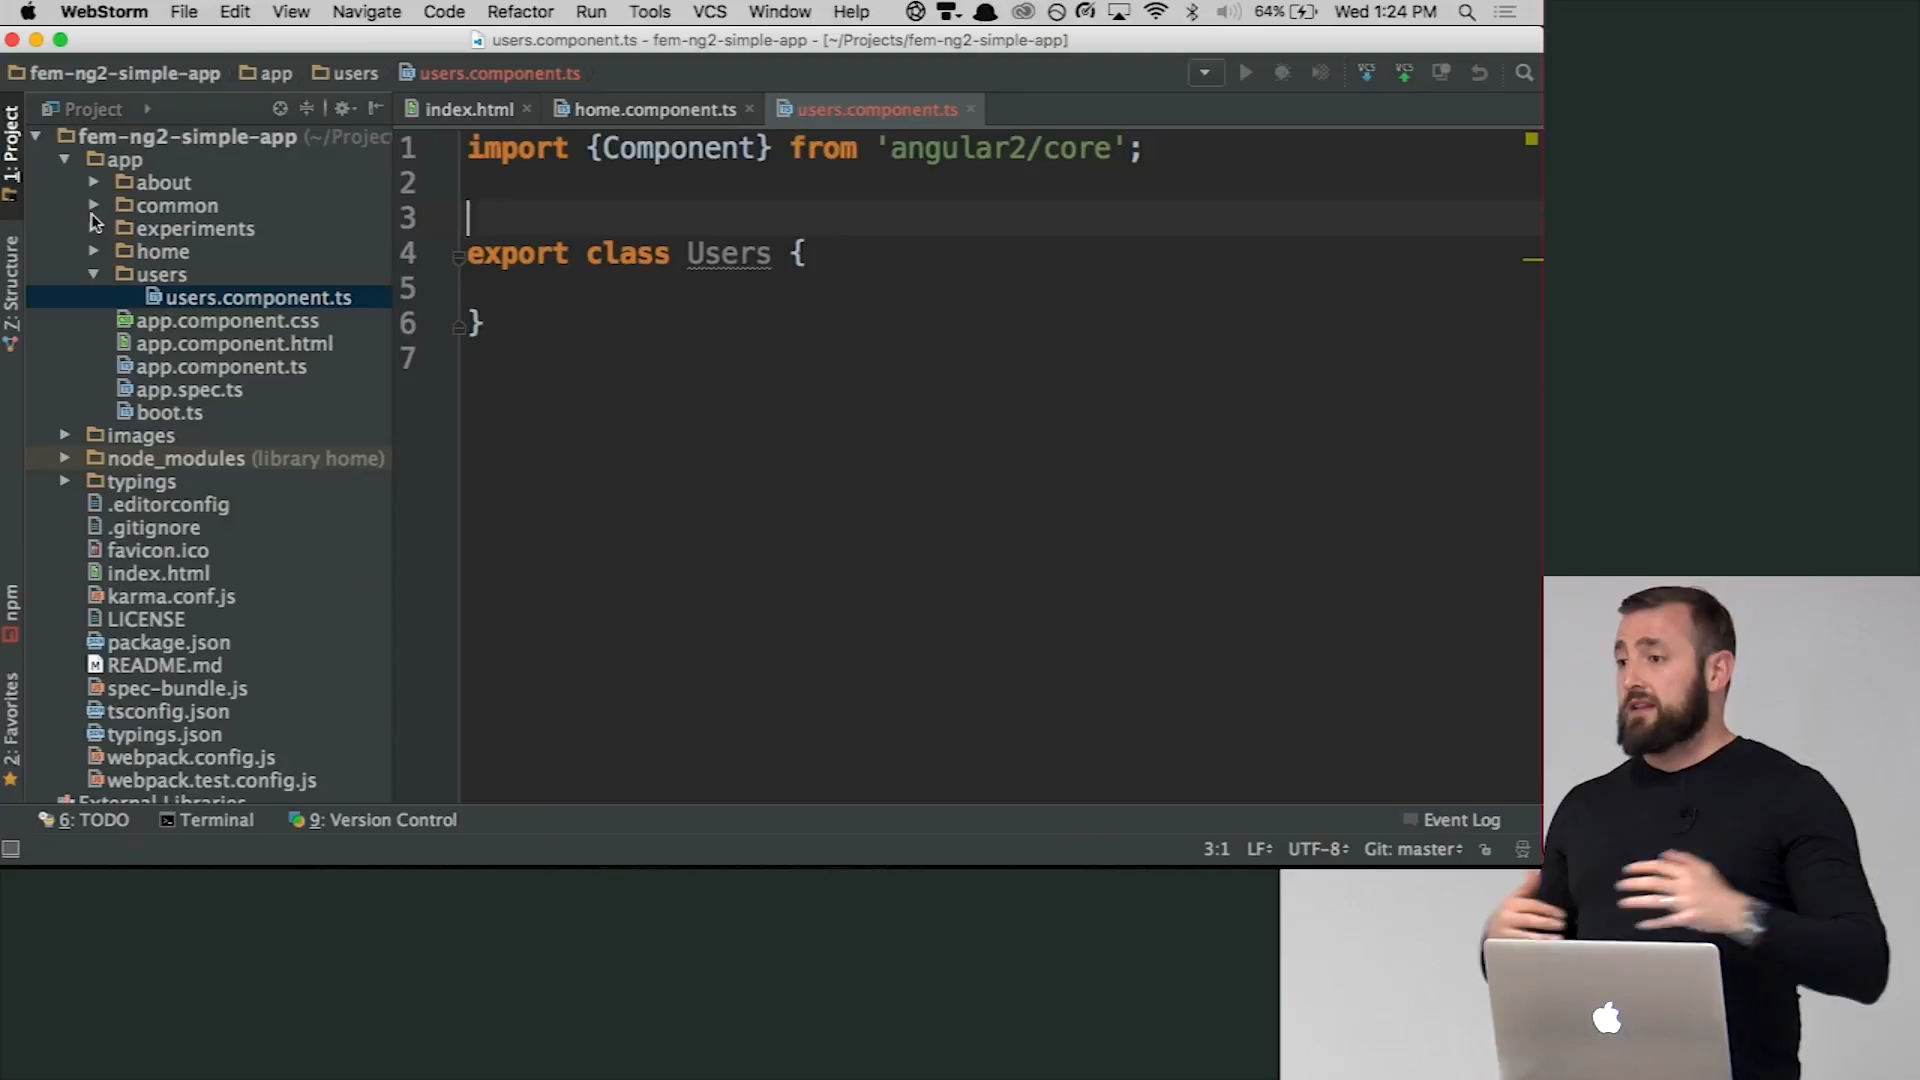 WebStorm File Edit View Navigate Code Refactor Run Tools VCS Window Help 64% Wed 1:24 PM
users.component.ts - fem-ng2-simple-app - [~/Projects/fem-ng2-simple-app]
fem-ng2-simple-app app users users.component.ts
Project
index.html home.component.ts users.component.ts
1: Project
Z: Structure
npm
2: Favorites
fem-ng2-simple-app (~/Projec
app
about
common
experiments
home
users
users.component.ts
app.component.css
app.component.html
app.component.ts
app.spec.ts
boot.ts
images
node_modules (library home)
typings
.editorconfig
.gitignore
favicon.ico
index.html
karma.conf.js
LICENSE
package.json
README.md
spec-bundle.js
tsconfig.json
typings.json
webpack.config.js
webpack.test.config.js
External Libraries
1 import {Component} from 'angular2/core';
2
3
4 export class Users {
5
6 }
7
6: TODO Terminal 9: Version Control Event Log
3:1 LF UTF-8 Git: master